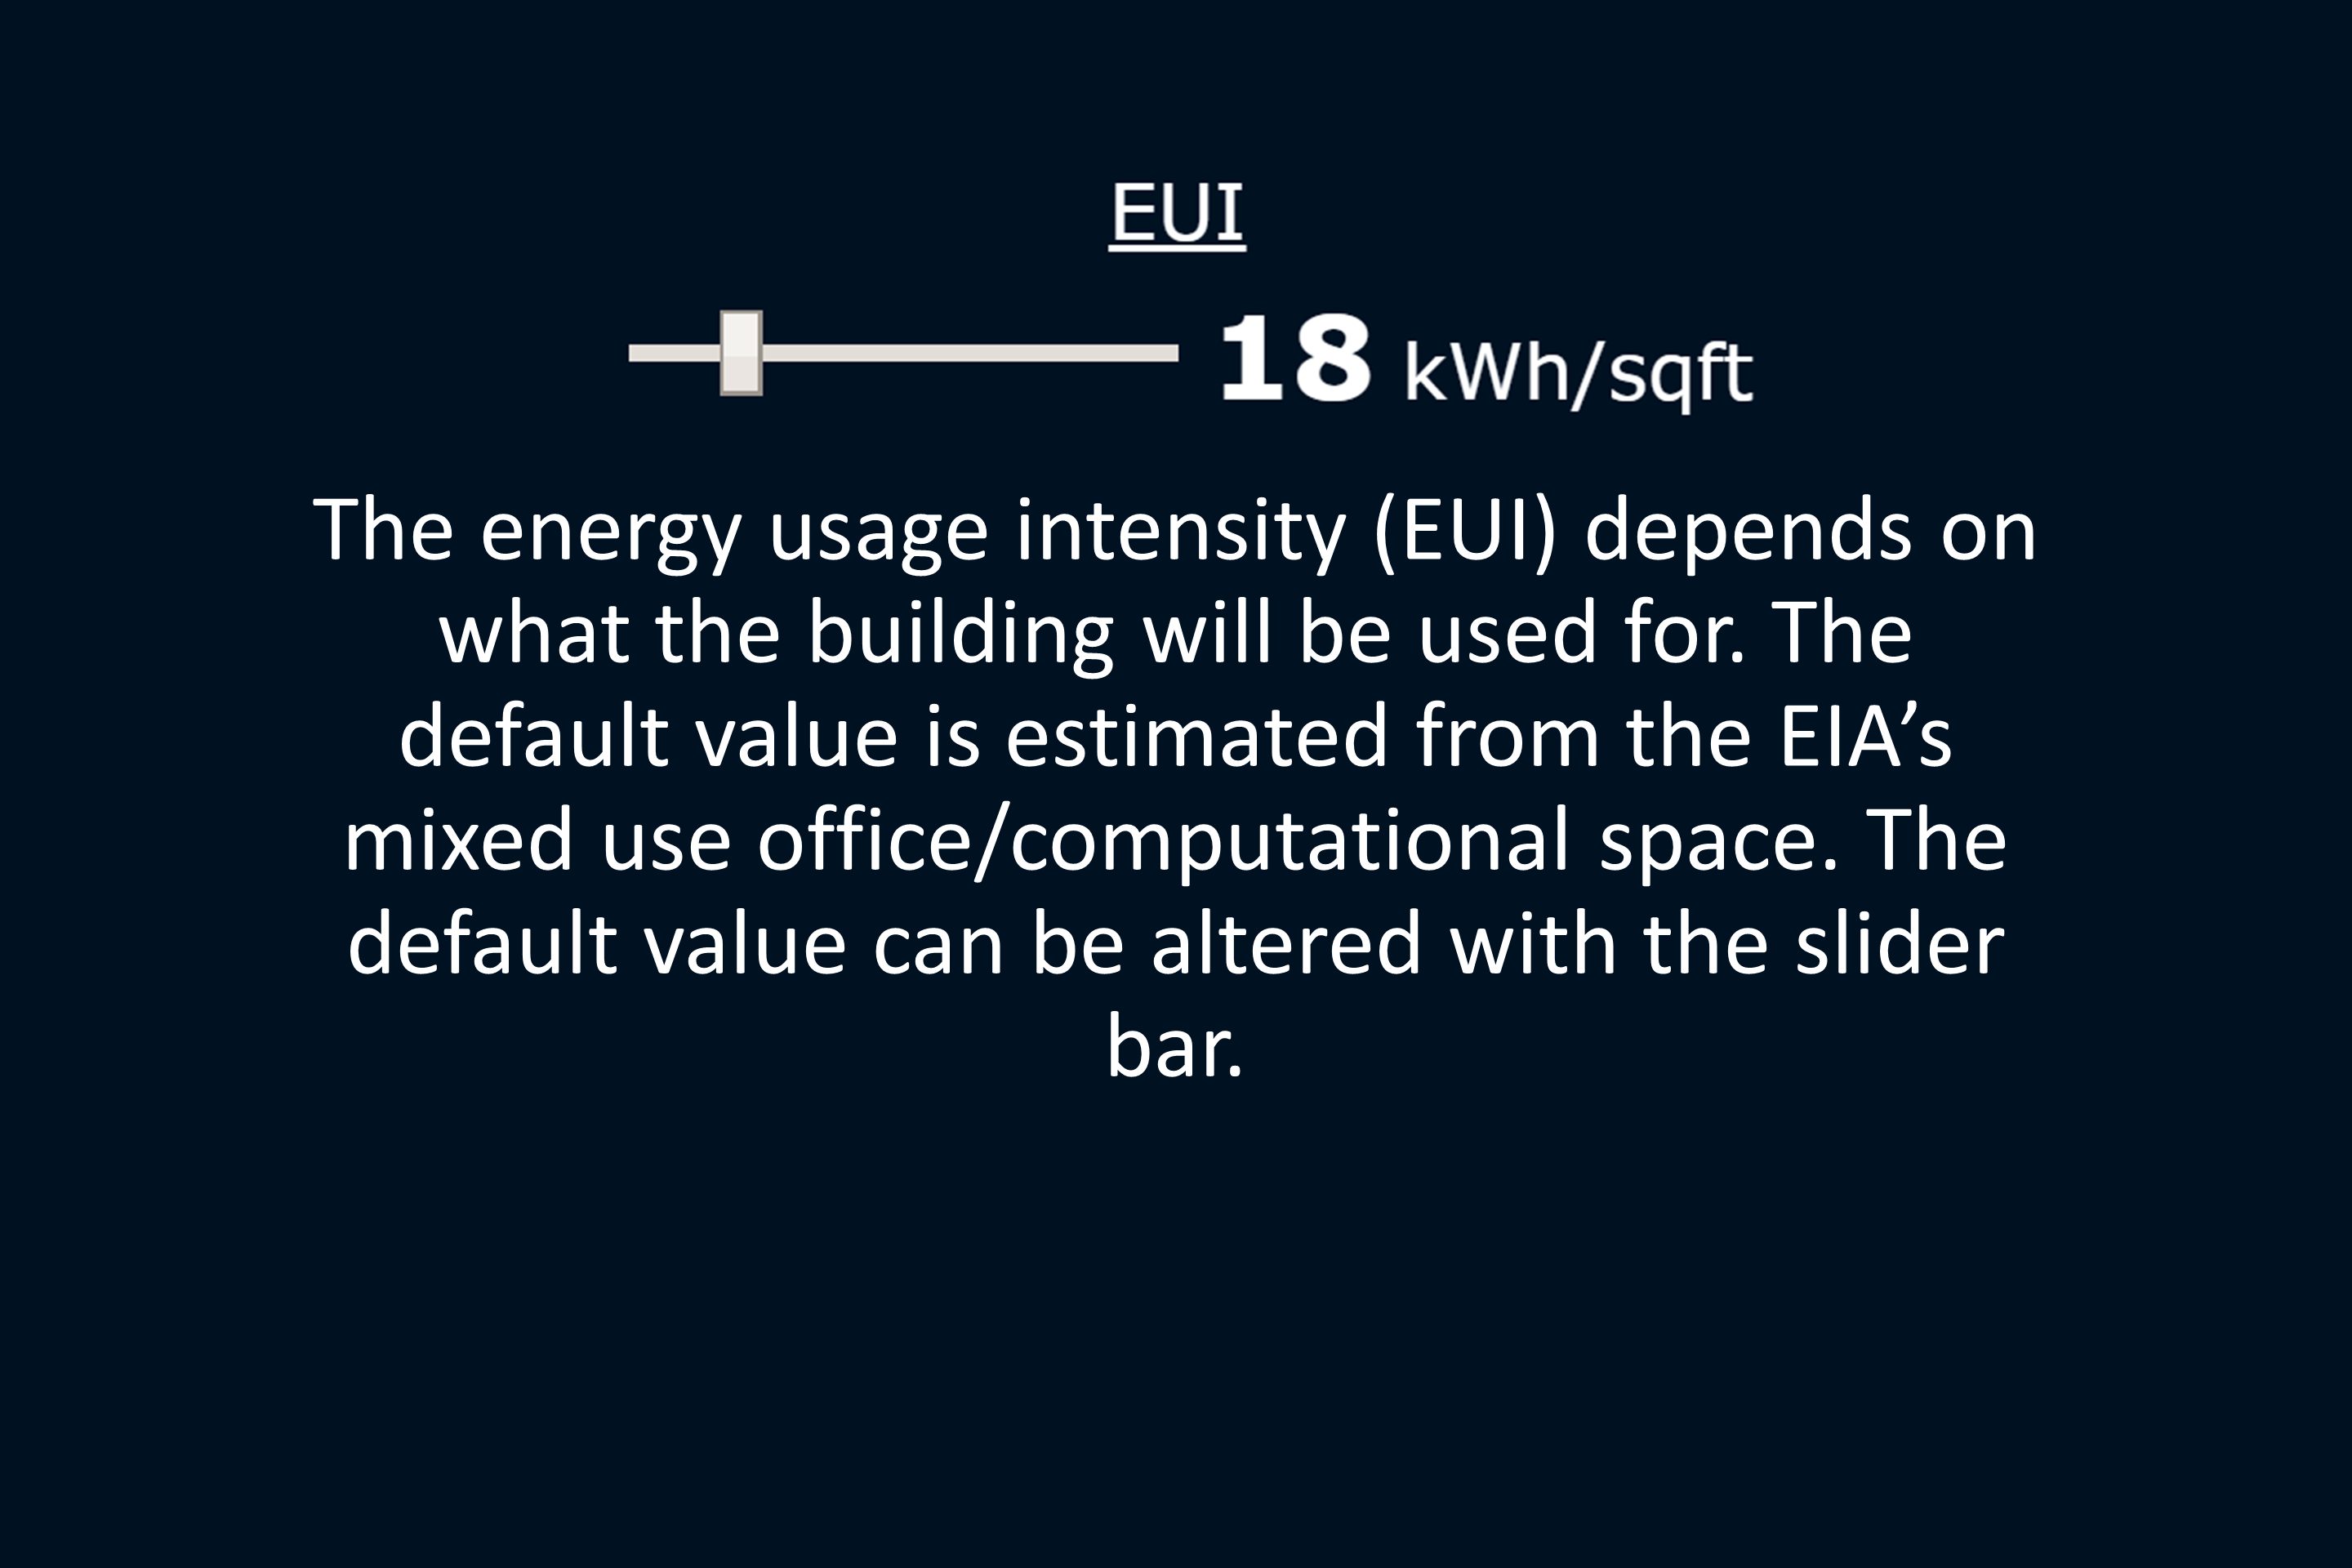 EUI
18 kWh/sqft
The energy usage intensity (EUI) depends on
what the building will be used for. The
default value is estimated from the EIA’s
mixed use office/computational space. The
default value can be altered with the slider
bar.